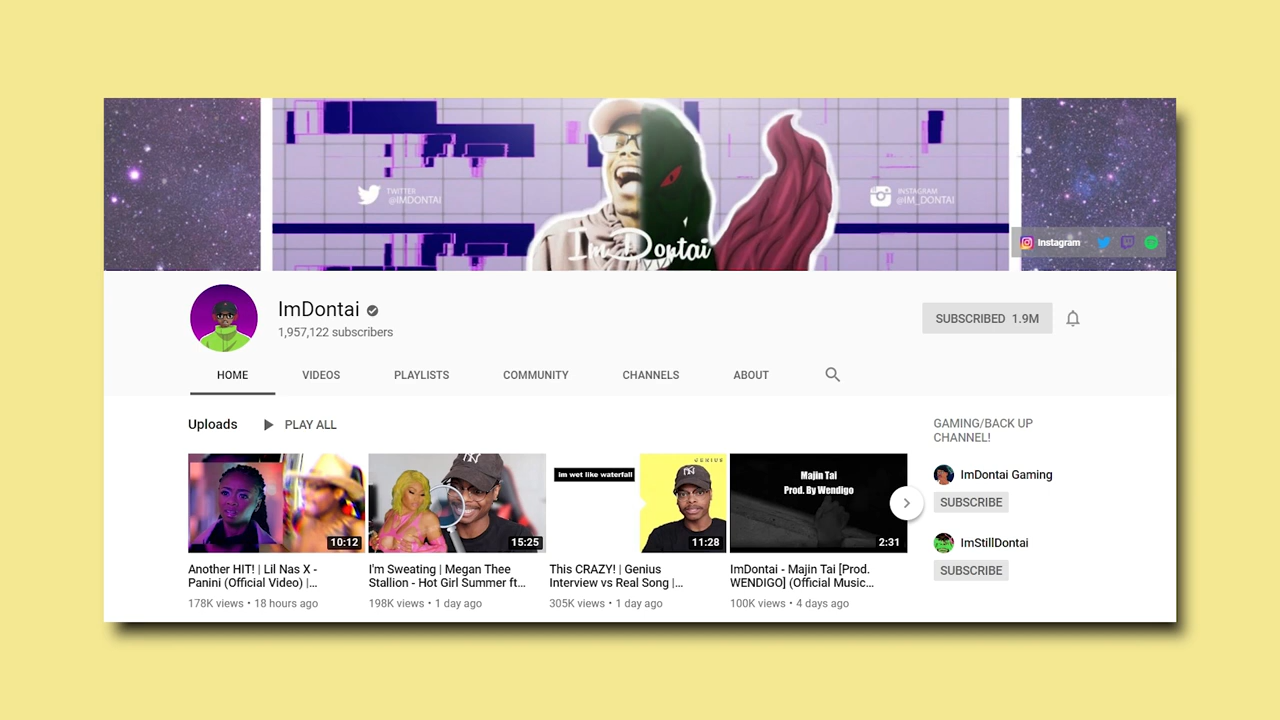 TWITTER
@IMDONTAI
INSTAGRAM
@IM_DONTAI
ImDontai
Instagram
ImDontai
1,957,122 subscribers
SUBSCRIBED 1.9M
HOME VIDEOS PLAYLISTS COMMUNITY CHANNELS ABOUT
Uploads PLAY ALL
GAMING/BACK UP
CHANNEL!
im wet like waterfall
GENIUS
Majin Tai
Prod. By Wendigo
10:12
15:25
11:28
2:31
Another HIT! | Lil Nas X -
Panini (Official Video) |...
178K views • 18 hours ago
I'm Sweating | Megan Thee
Stallion - Hot Girl Summer ft...
198K views • 1 day ago
This CRAZY! | Genius
Interview vs Real Song |...
305K views • 1 day ago
ImDontai - Majin Tai [Prod.
WENDIGO] (Official Music...
100K views • 4 days ago
ImDontai Gaming
SUBSCRIBE
ImStillDontai
SUBSCRIBE